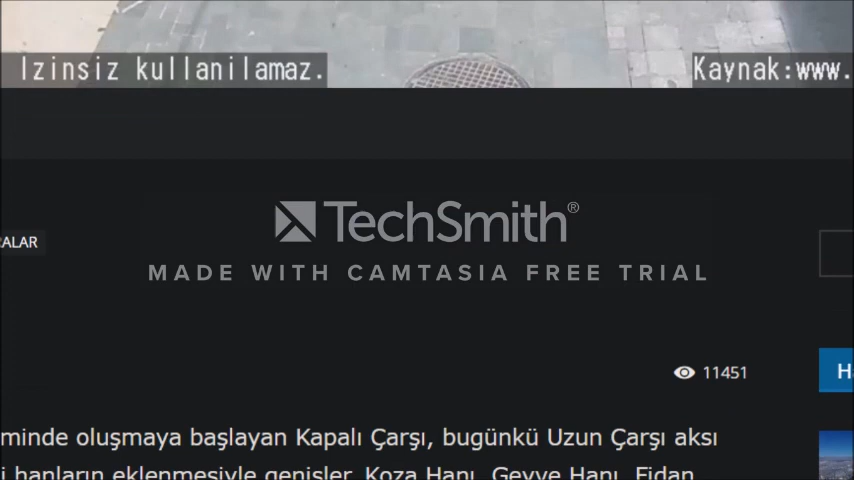 Izinsiz kullanilamaz.
Kaynak:www.
TechSmith®
MADE WITH CAMTASIA FREE TRIAL
ALAR
11451
minde oluşmaya başlayan Kapalı Çarşı, bugünkü Uzun Çarşı aksı
i hanların eklenmesiyle genişler. Koza Hanı, Geyve Hanı, Fidan